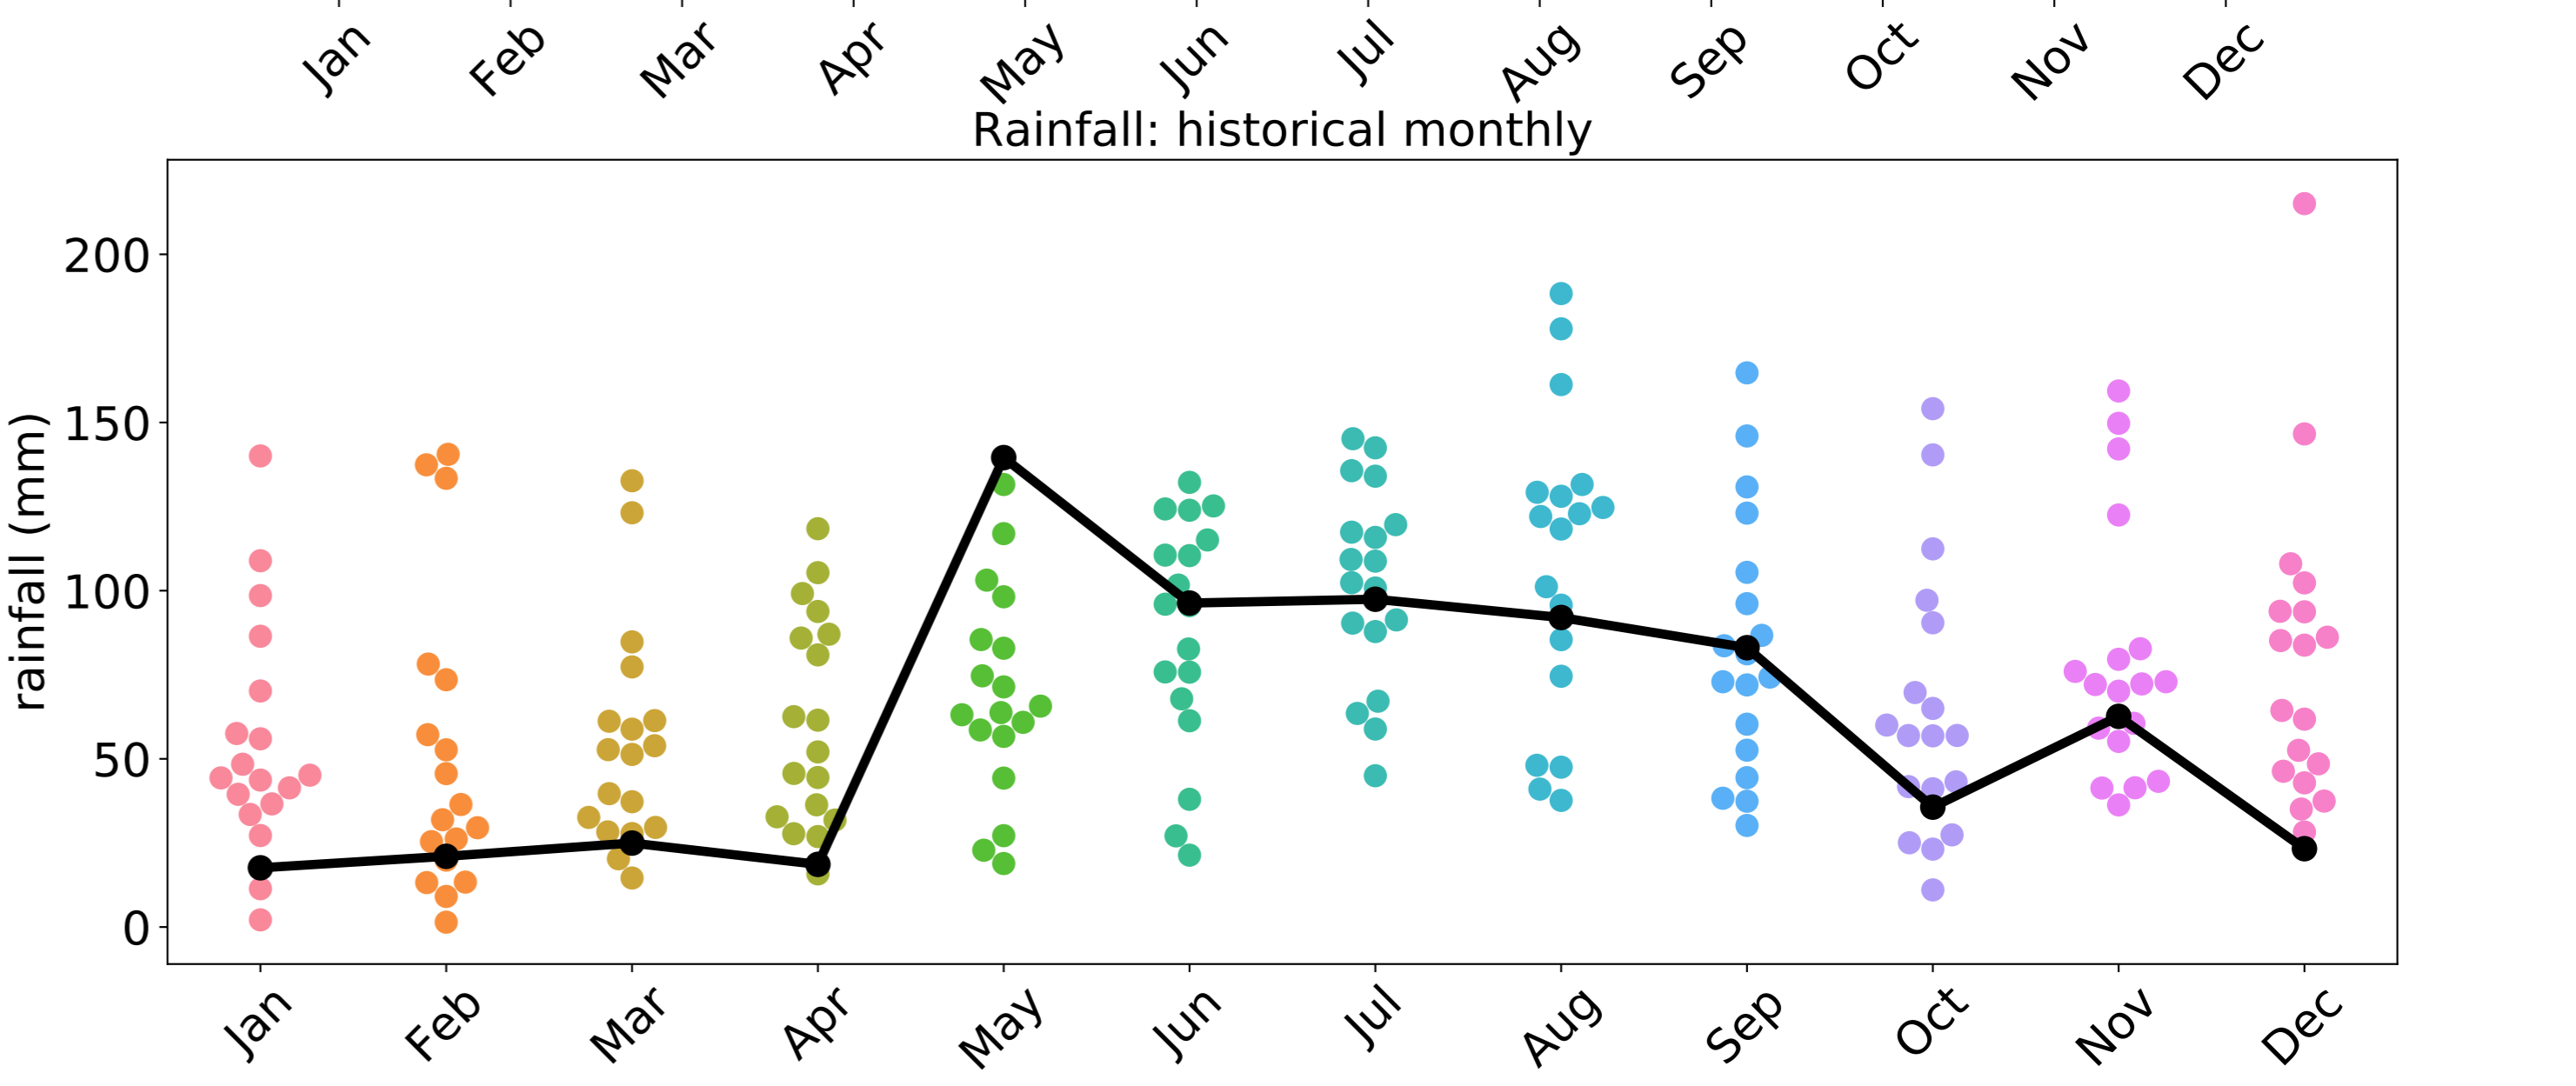 Jan Feb Mar Apr May Jun Jul Aug Sep Oct Nov Dec
Rainfall: historical monthly
rainfall (mm)
200
150
100
50
0
Jan Feb Mar Apr May Jun Jul Aug Sep Oct Nov Dec